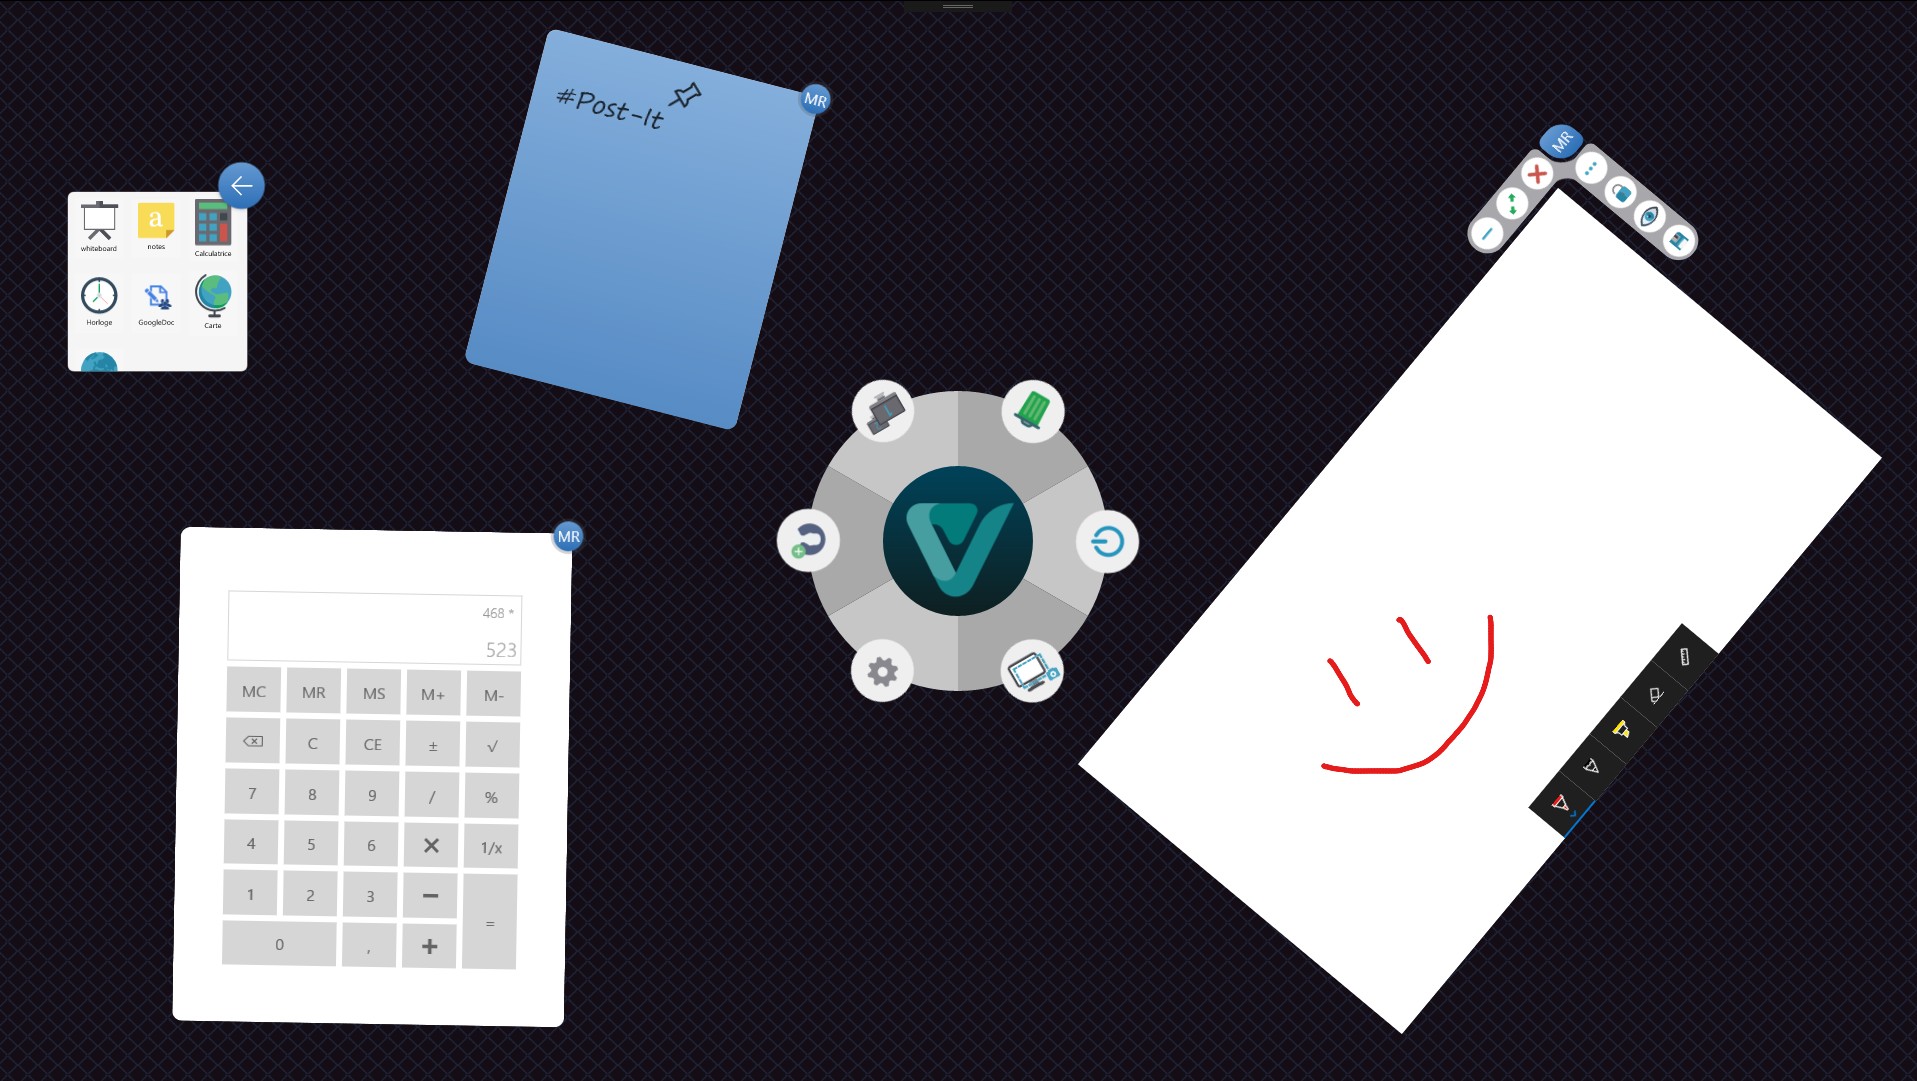 #Post-It
MR
MR
whiteboard
notes
Calculatrice
Horloge
GoogleDoc
Carte
a
MR
468 *
523
MC MR MS M+ M-
C CE ± √
7 8 9 / %
4 5 6 × 1/x
1 2 3 −
0 , + =